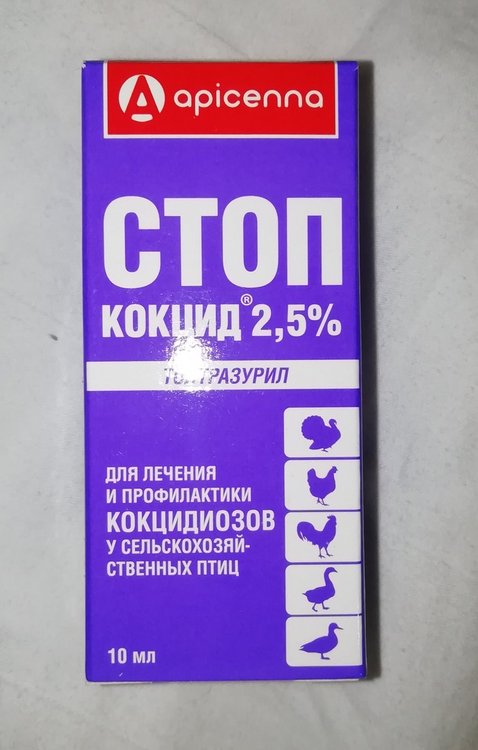 apicenna
СТОП
КОКЦИД® 2,5%
ТОЛТРАЗУРИЛ
ДЛЯ ЛЕЧЕНИЯ
И ПРОФИЛАКТИКИ
КОКЦИДИОЗОВ
У СЕЛЬСКОХОЗЯЙ-
СТВЕННЫХ ПТИЦ
10 мл